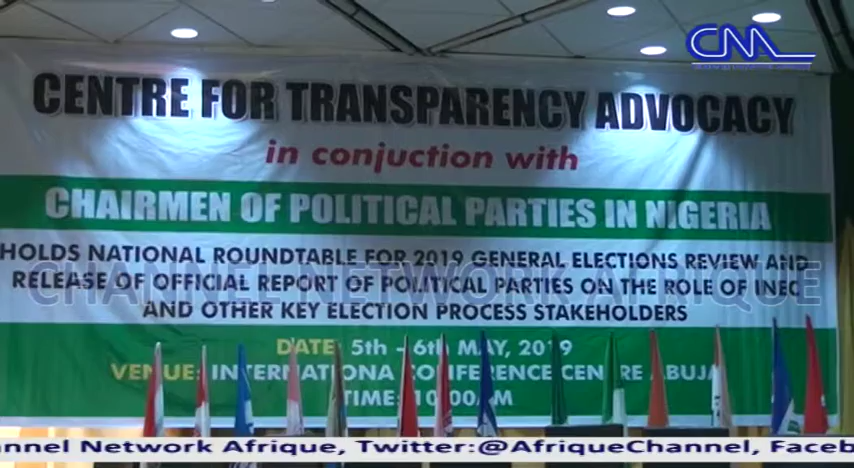 CNA
CENTRE FOR TRANSPARENCY ADVOCACY
in conjuction with
CHAIRMEN OF POLITICAL PARTIES IN NIGERIA
HOLDS NATIONAL ROUNDTABLE FOR 2019 GENERAL ELECTIONS REVIEW AND
RELEASE OF OFFICIAL REPORT OF POLITICAL PARTIES ON THE ROLE OF INEC
CHANNEL NETWORK AFRIQUE
AND OTHER KEY ELECTION PROCESS STAKEHOLDERS
DATE: 5th - 6th MAY, 2019
VENUE: INTERNATIONAL CONFERENCE CENTRE ABUJA
TIME: 10:00AM
annel Network Afrique, Twitter:@AfriqueChannel, Faceb